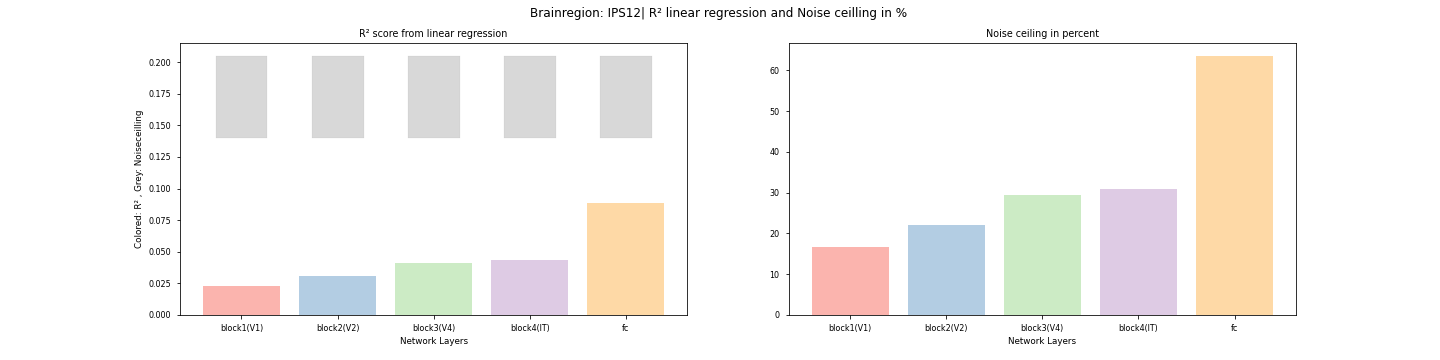 Brainregion: IPS12| R² linear regression and Noise ceilling in %
R² score from linear regression
Colored: R² , Grey: Noiseceilling
0.200
0.175
0.150
0.125
0.100
0.075
0.050
0.025
0.000
block1(V1) block2(V2) block3(V4) block4(IT) fc
Network Layers
Noise ceiling in percent
60
50
40
30
20
10
0
block1(V1) block2(V2) block3(V4) block4(IT) fc
Network Layers